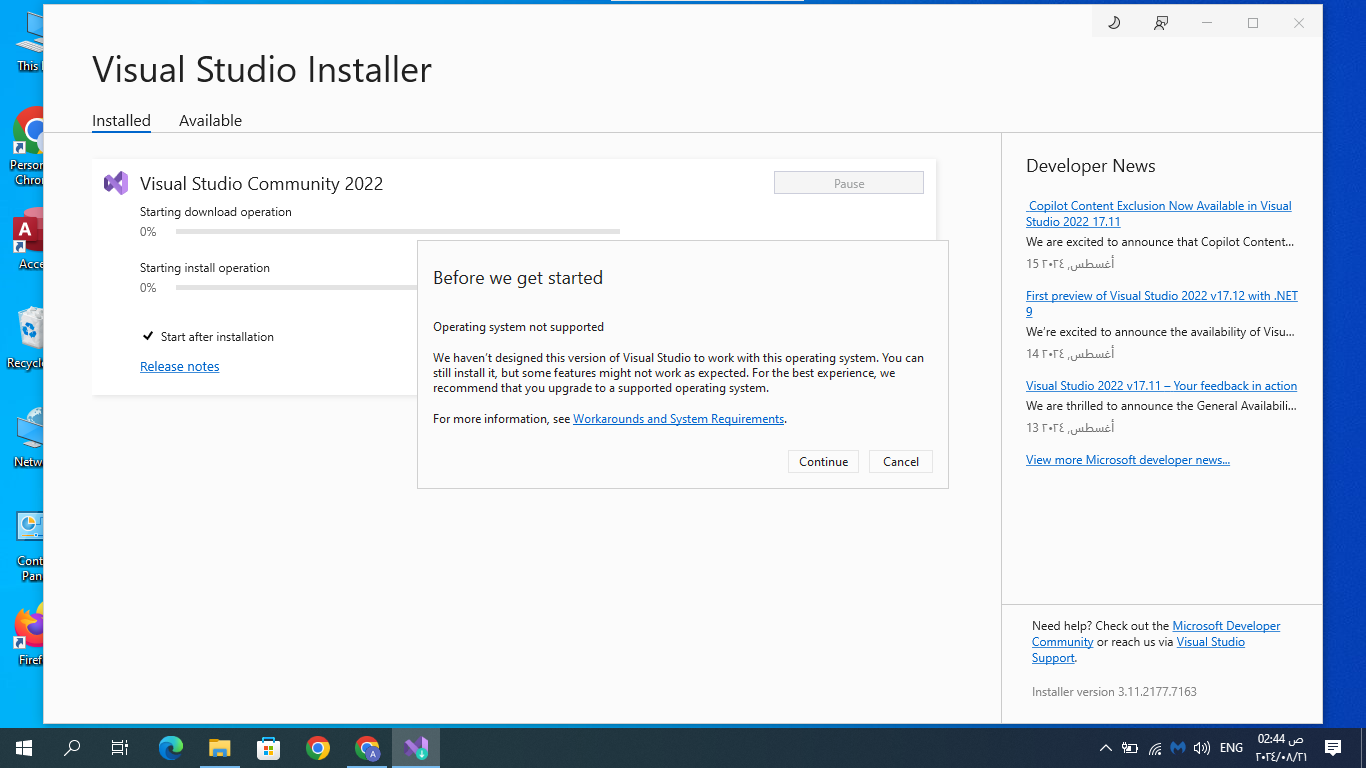 This
Person
Chro
Acce
Recycle
Netw
Cont
Pan
Firef
Visual Studio Installer
Installed
Available
Visual Studio Community 2022
Pause
Starting download operation
0%
Starting install operation
0%
Start after installation
Release notes
Before we get started
Operating system not supported
We haven't designed this version of Visual Studio to work with this operating system. You can
still install it, but some features might not work as expected. For the best experience, we
recommend that you upgrade to a supported operating system.
For more information, see Workarounds and System Requirements.
Continue
Cancel
Developer News
Copilot Content Exclusion Now Available in Visual
Studio 2022 17.11
We are excited to announce that Copilot Content...
15 أغسطس, ٢٠٢٤
First preview of Visual Studio 2022 v17.12 with .NET
9
We're excited to announce the availability of Visu...
14 أغسطس, ٢٠٢٤
Visual Studio 2022 v17.11 – Your feedback in action
We are thrilled to announce the General Availabili...
13 أغسطس, ٢٠٢٤
View more Microsoft developer news...
Need help? Check out the Microsoft Developer
Community or reach us via Visual Studio
Support.
Installer version 3.11.2177.7163
ENG
02:44 ص
٢٠٢٤/٠٨/٢١